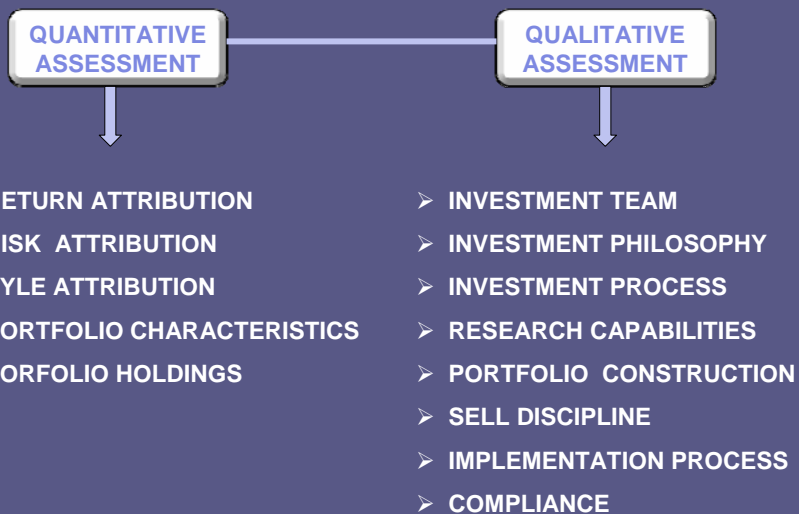 QUANTITATIVE
ASSESSMENT
QUALITATIVE
ASSESSMENT
ETURN ATTRIBUTION
ISK ATTRIBUTION
YLE ATTRIBUTION
ORTFOLIO CHARACTERISTICS
ORFOLIO HOLDINGS
➢ INVESTMENT TEAM
➢ INVESTMENT PHILOSOPHY
➢ INVESTMENT PROCESS
➢ RESEARCH CAPABILITIES
➢ PORTFOLIO CONSTRUCTION
➢ SELL DISCIPLINE
➢ IMPLEMENTATION PROCESS
➢ COMPLIANCE